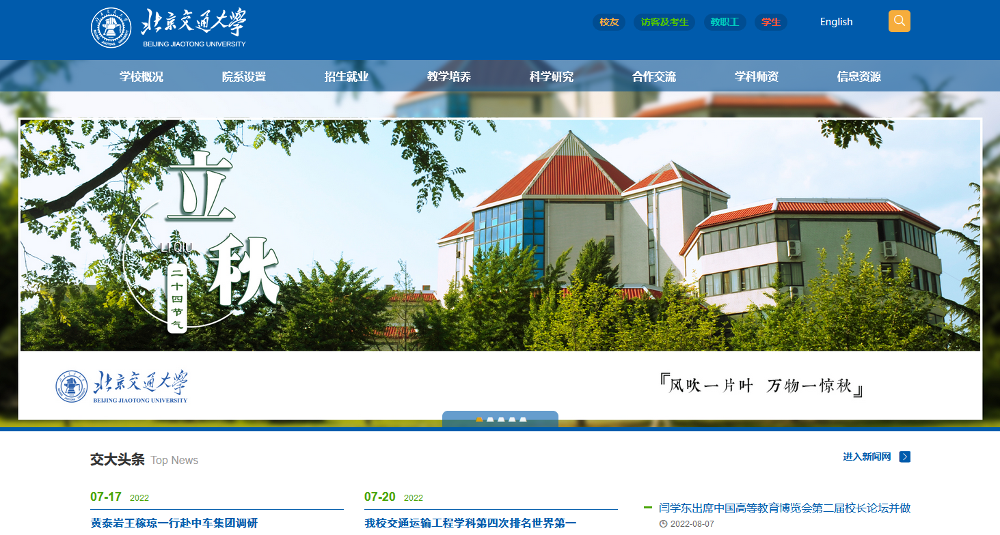 北京交通大学
BEIJING JIAOTONG UNIVERSITY
校友 访客及考生 教职工 学生 English
学校概况 院系设置 招生就业 教学培养 科学研究 合作交流 学科师资 信息资源
立秋
LI QIU
二十四节气
北京交通大学
BEIJING JIAOTONG UNIVERSITY
『风吹一片叶 万物一惊秋』
交大头条 Top News
进入新闻网
07-17 2022
黄泰岩王稼琼一行赴中车集团调研
07-20 2022
我校交通运输工程学科第四次排名世界第一
闫学东出席中国高等教育博览会第二届校长论坛并做
2022-08-07